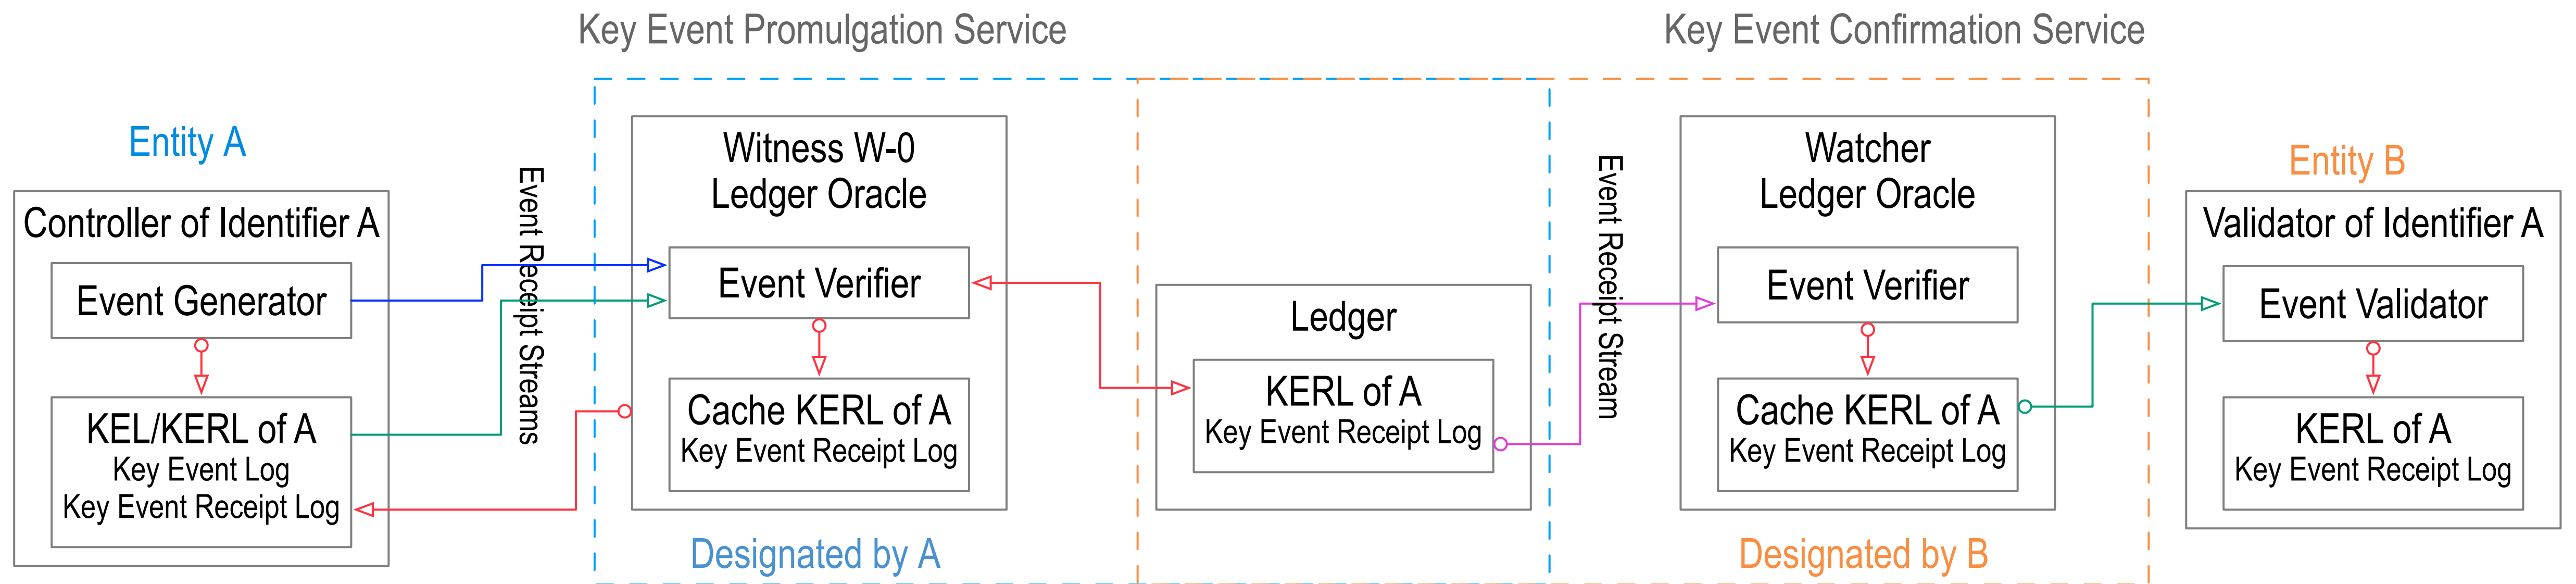 Key Event Promulgation Service
Key Event Confirmation Service
Entity A
Controller of Identifier A
Event Generator
KEL/KERL of A
Key Event Log
Key Event Receipt Log
Event Receipt Streams
Witness W-0
Ledger Oracle
Event Verifier
Cache KERL of A
Key Event Receipt Log
Designated by A
Ledger
KERL of A
Key Event Receipt Log
Event Receipt Stream
Watcher
Ledger Oracle
Event Verifier
Cache KERL of A
Key Event Receipt Log
Designated by B
Entity B
Validator of Identifier A
Event Validator
KERL of A
Key Event Receipt Log